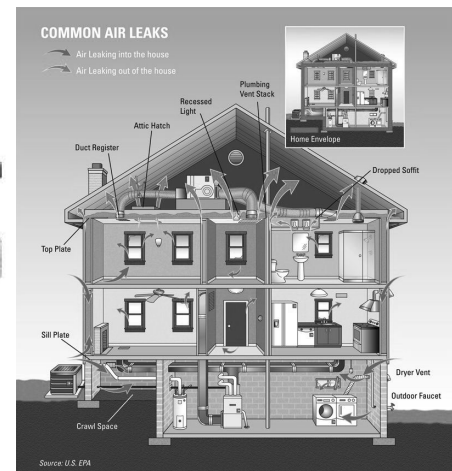 COMMON AIR LEAKS
Air Leaking into the house
Air Leaking out of the house
Home Envelope
Plumbing
Vent Stack
Recessed
Light
Attic Hatch
Duct Register
Dropped Soffit
Top Plate
Sill Plate
Dryer Vent
Outdoor Faucet
Crawl Space
Source: U.S. EPA